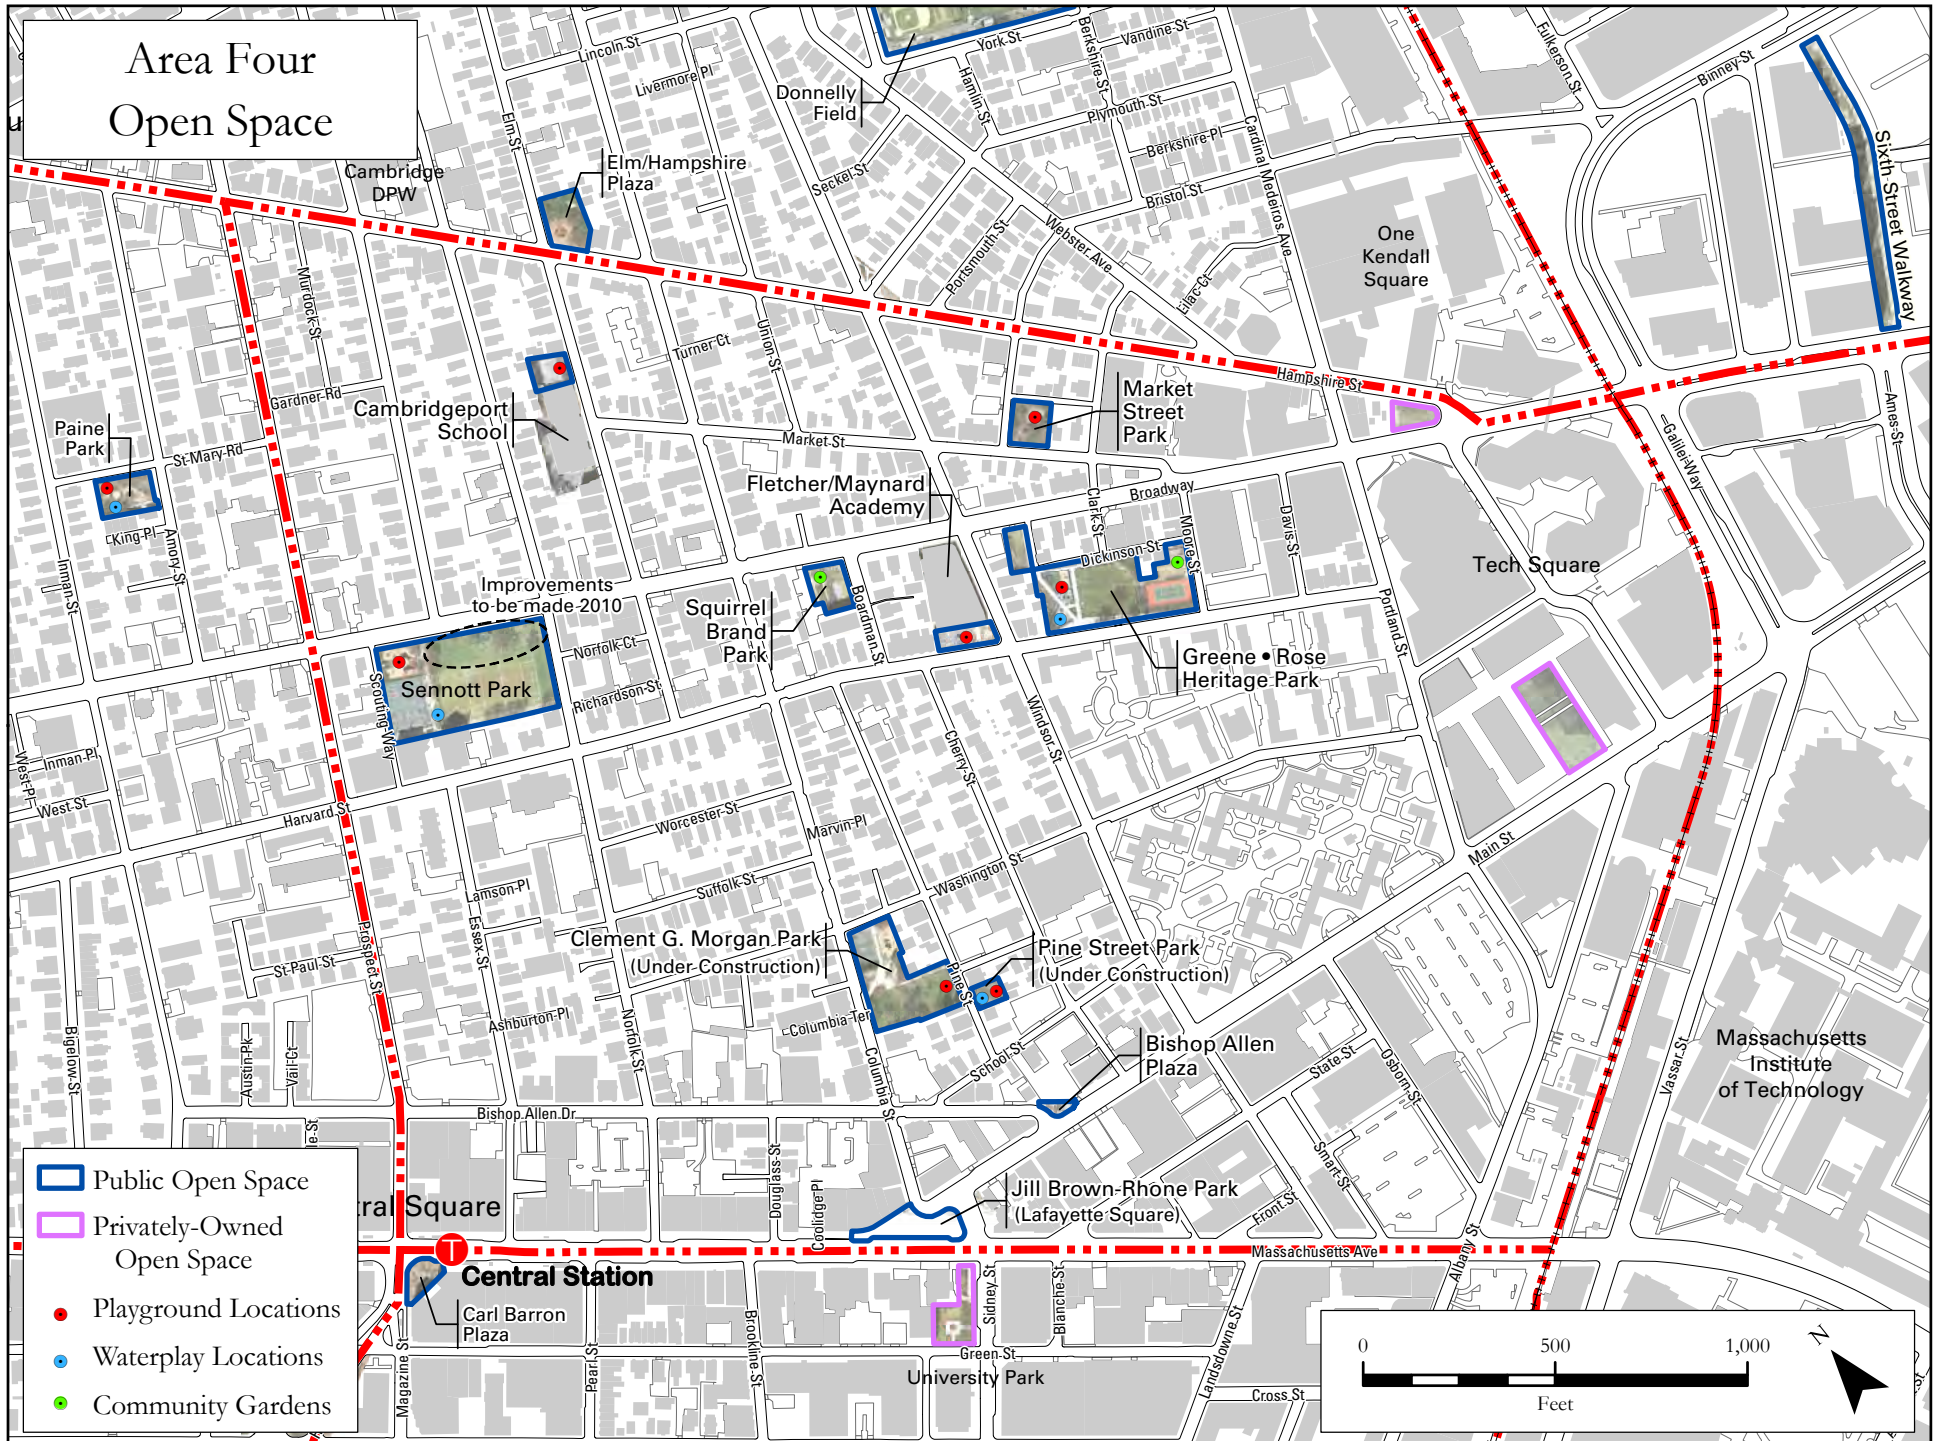 Area Four
Open Space
Lincoln St
Livermore Pl
Elm St
York St
Berkshire St
Vandine St
Hamlin St
Donnelly
Field
Plymouth St
Berkshire Pl
Cardinal Medeiros Ave
Fulkerson St
Binney St
Sixth Street Walkway
Cambridge
DPW
Elm/Hampshire
Plaza
Seckel St
Bristol St
Portsmouth St
Webster Ave
Lilac Ct
One
Kendall
Square
Murdock St
Turner Ct
Union St
Gardner Rd
Hampshire St
Cambridgeport
School
Market
Street
Park
Market St
Paine
Park
St Mary Rd
Galilei Way
Ames St
Fletcher/Maynard
Academy
Broadway
Clark St
Moore St
Davis St
Dickinson St
King Pl
Amory St
Inman St
Tech Square
Improvements
to be made 2010
Squirrel
Brand
Park
Boardman St
Portland St
Norfolk Ct
Greene • Rose
Heritage Park
Sennott Park
Scouting Way
Richardson St
Windsor St
Cherry St
Inman Pl
West Pl
West St
Harvard St
Worcester St
Marvin Pl
Main St
Washington St
Suffolk St
Lamson Pl
Essex St
Prospect St
St Paul St
Clement G. Morgan Park
(Under Construction)
Pine Street Park
(Under Construction)
Pine St
Columbia Ter
Ashburton Pl
Norfolk St
Bigelow St
Austin Pk
Vail Ct
Columbia St
School St
Bishop Allen
Plaza
State St
Osborn St
Vassar St
Massachusetts
Institute
of Technology
Bishop Allen Dr
le St
Douglass St
Coolidge Pl
Smart St
Front St
Jill Brown-Rhone Park
(Lafayette Square)
tral Square
Massachusetts Ave
Albany St
T
Central Station
Carl Barron
Plaza
Magazine St
Pearl St
Brookline St
Sidney St
Blanche St
Landsdowne St
Green St
University Park
Cross St
Public Open Space
Privately-Owned
Open Space
Playground Locations
Waterplay Locations
Community Gardens
0 500 1,000
Feet
N